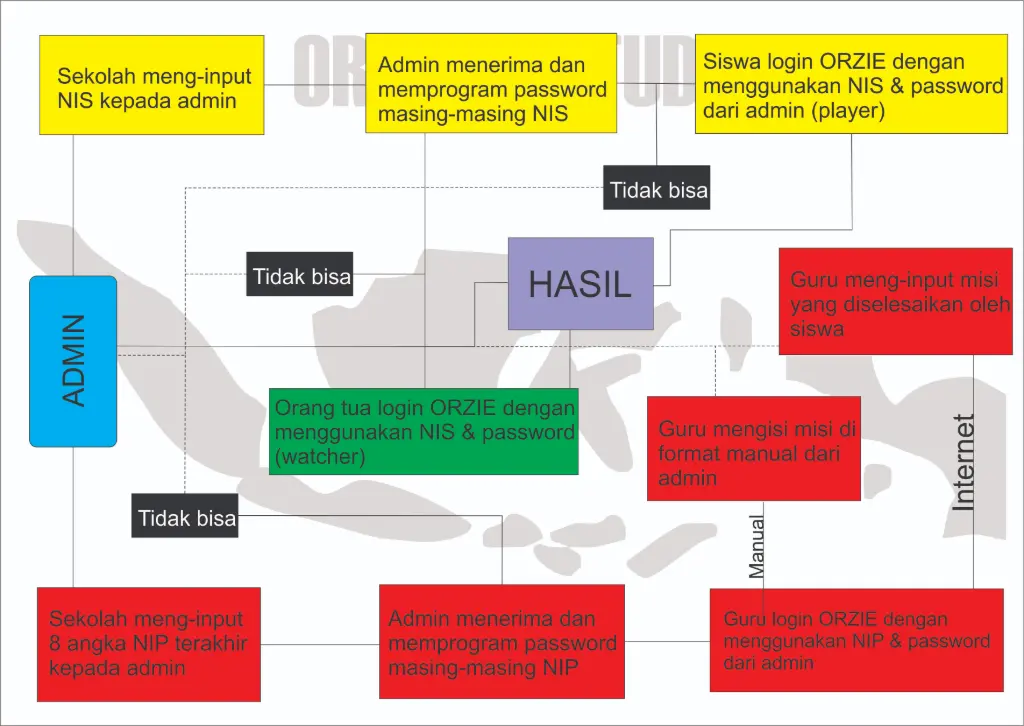 Sekolah meng-input
NIS kepada admin
Admin menerima dan
memprogram password
masing-masing NIS
Siswa login ORZIE dengan
menggunakan NIS & password
dari admin (player)
Tidak bisa
Tidak bisa
HASIL
Guru meng-input misi
yang diselesaikan oleh
siswa
ADMIN
Orang tua login ORZIE dengan
menggunakan NIS & password
(watcher)
Guru mengisi misi di
format manual dari
admin
Internet
Tidak bisa
Manual
Sekolah meng-input
8 angka NIP terakhir
kepada admin
Admin menerima dan
memprogram password
masing-masing NIP
Guru login ORZIE dengan
menggunakan NIP & password
dari admin